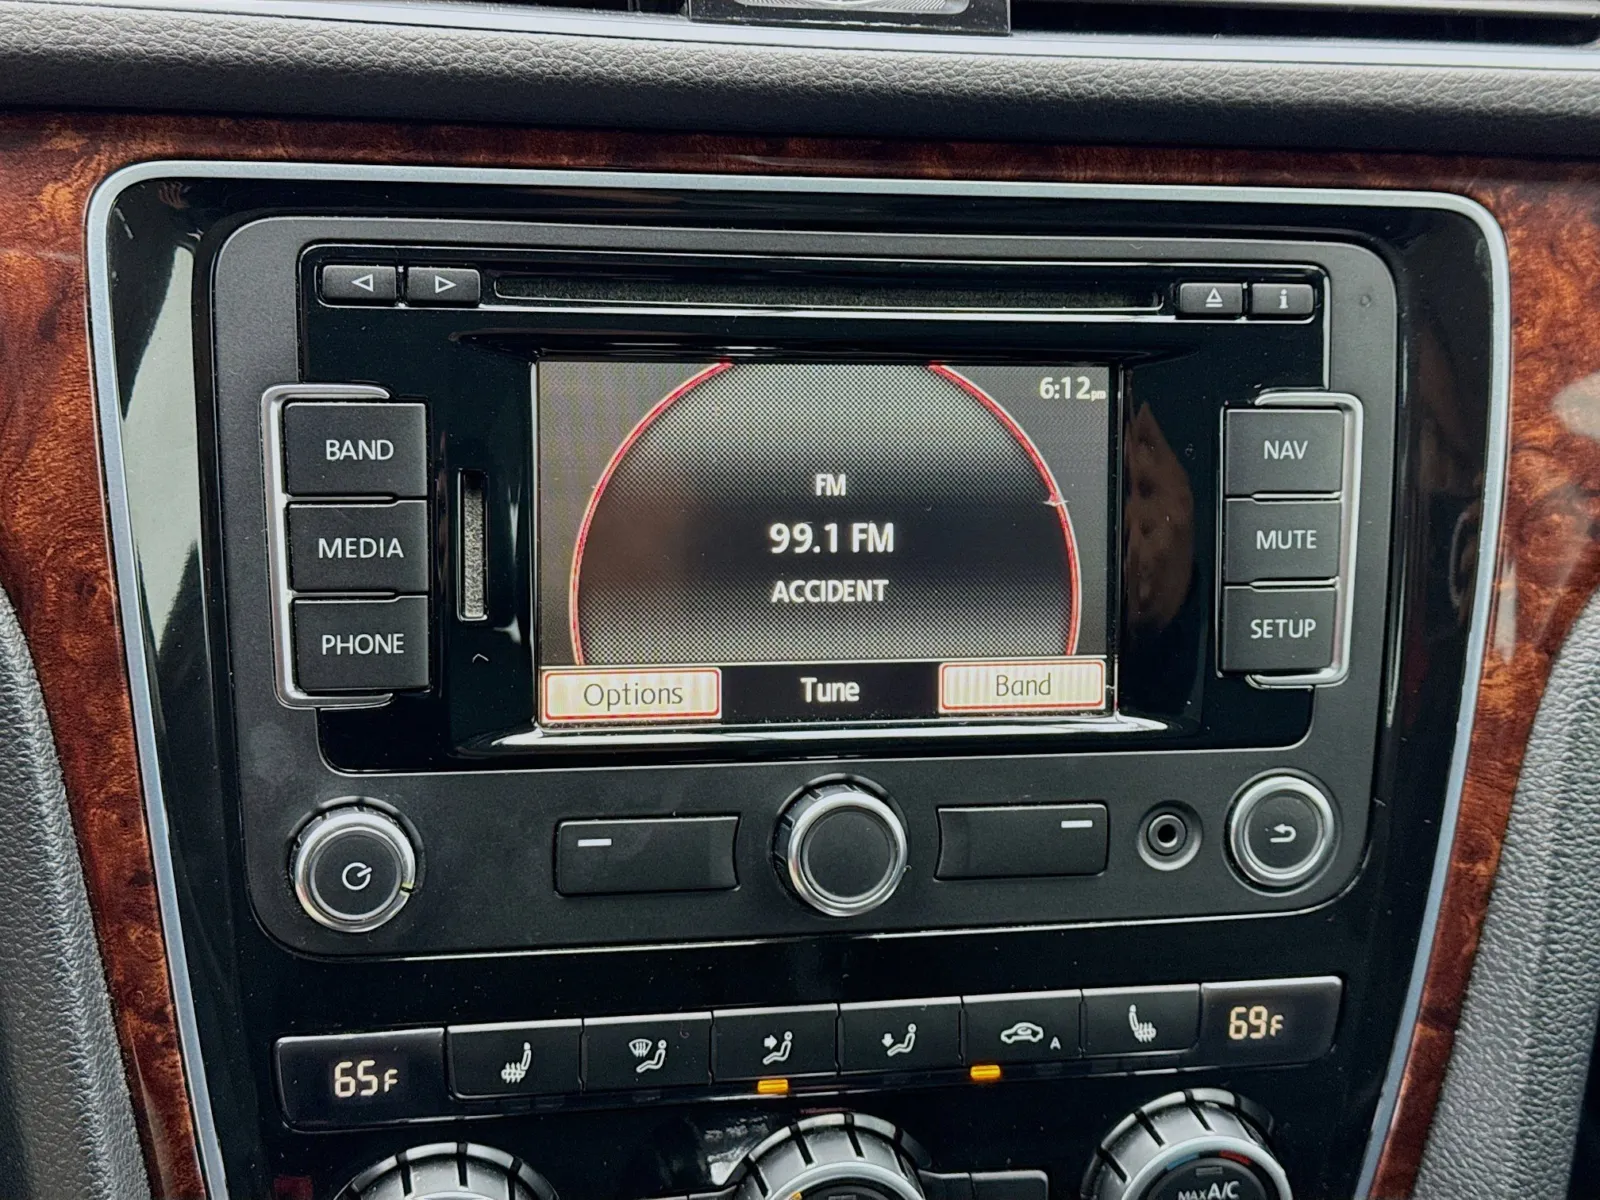 6:12pm
BAND
MEDIA
PHONE
FM
99.1 FM
ACCIDENT
Options
Tune
Band
NAV
MUTE
SETUP
65F
A
69F
MAX A/C